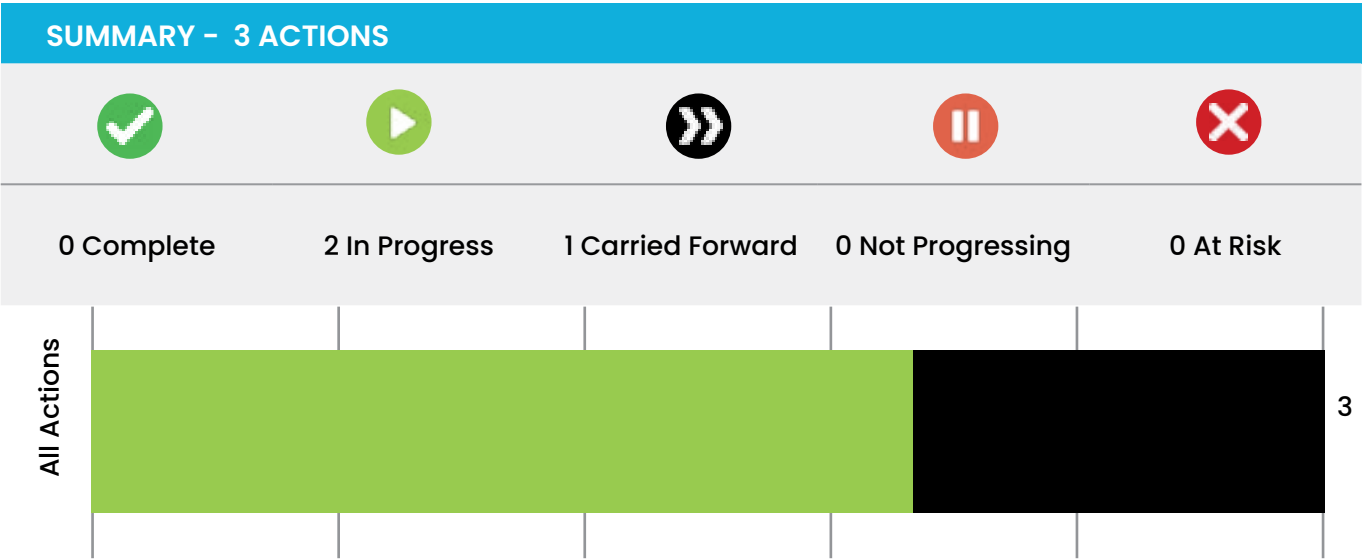 SUMMARY - 3 ACTIONS
0 Complete
2 In Progress
1 Carried Forward
0 Not Progressing
0 At Risk
All Actions
3